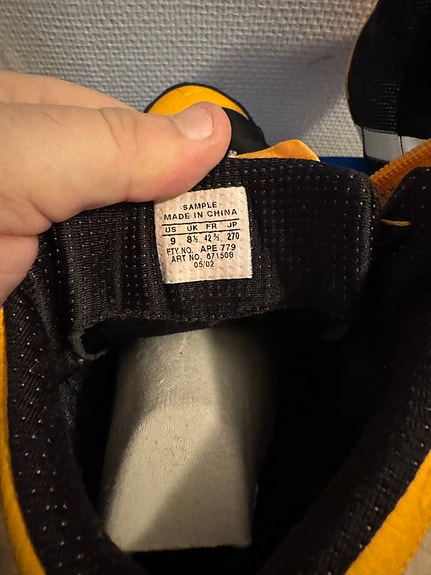 SAMPLE
MADE IN CHINA
US UK FR JP
9 8½ 42⅔ 270
FTY NO. APE 779
ART NO. 671508
05/02